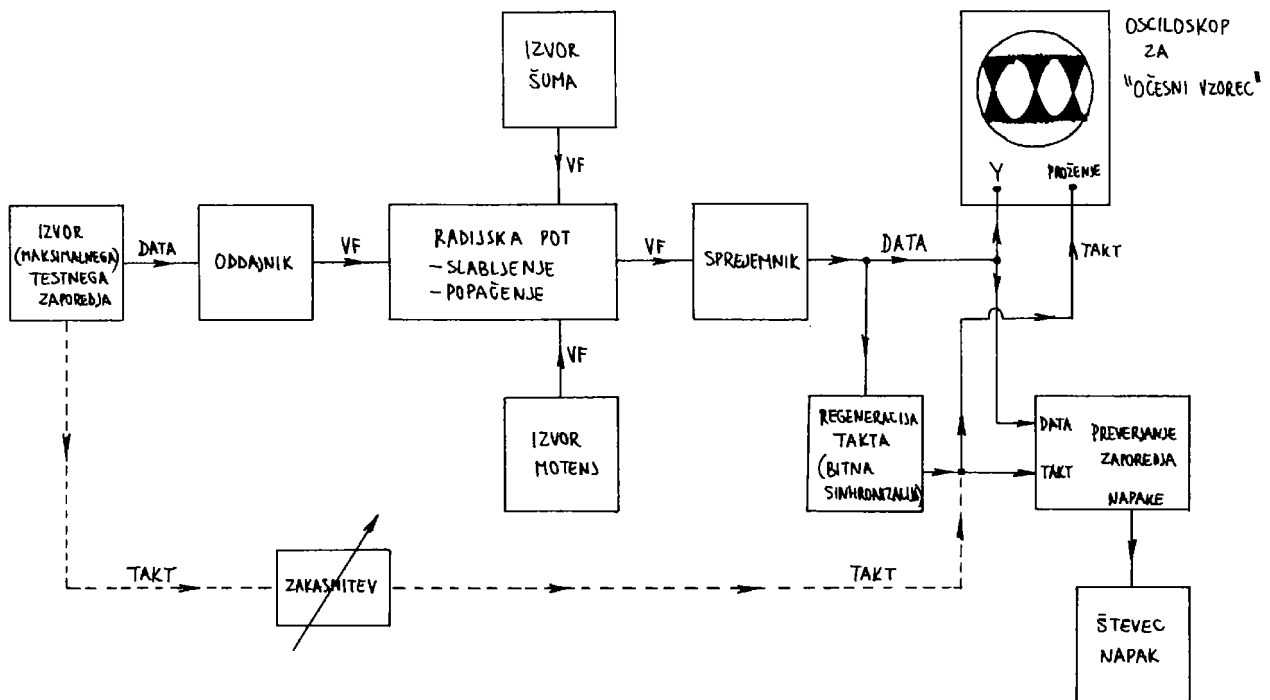 IZVOR
ŠUMA
OSCILOSKOP
ZA
"OČESNI VZOREC"
Y
PROŽENJE
VF
IZVOR
(MAKSIMALNEGA)
TESTNEGA
ZAPOREDJA
DATA
ODDAJNIK
VF
RADIJSKA POT
- SLABLJENJE
- POPAČENJE
VF
SPREJEMNIK
DATA
TAKT
VF
IZVOR
MOTENJ
REGENERACIJA
TAKTA
(BITNA
SINHRONIZACIJA)
DATA
TAKT
PREVERJANJE
ZAPOREDJA
NAPAKE
TAKT
ZAKASNITEV
TAKT
ŠTEVEC
NAPAK